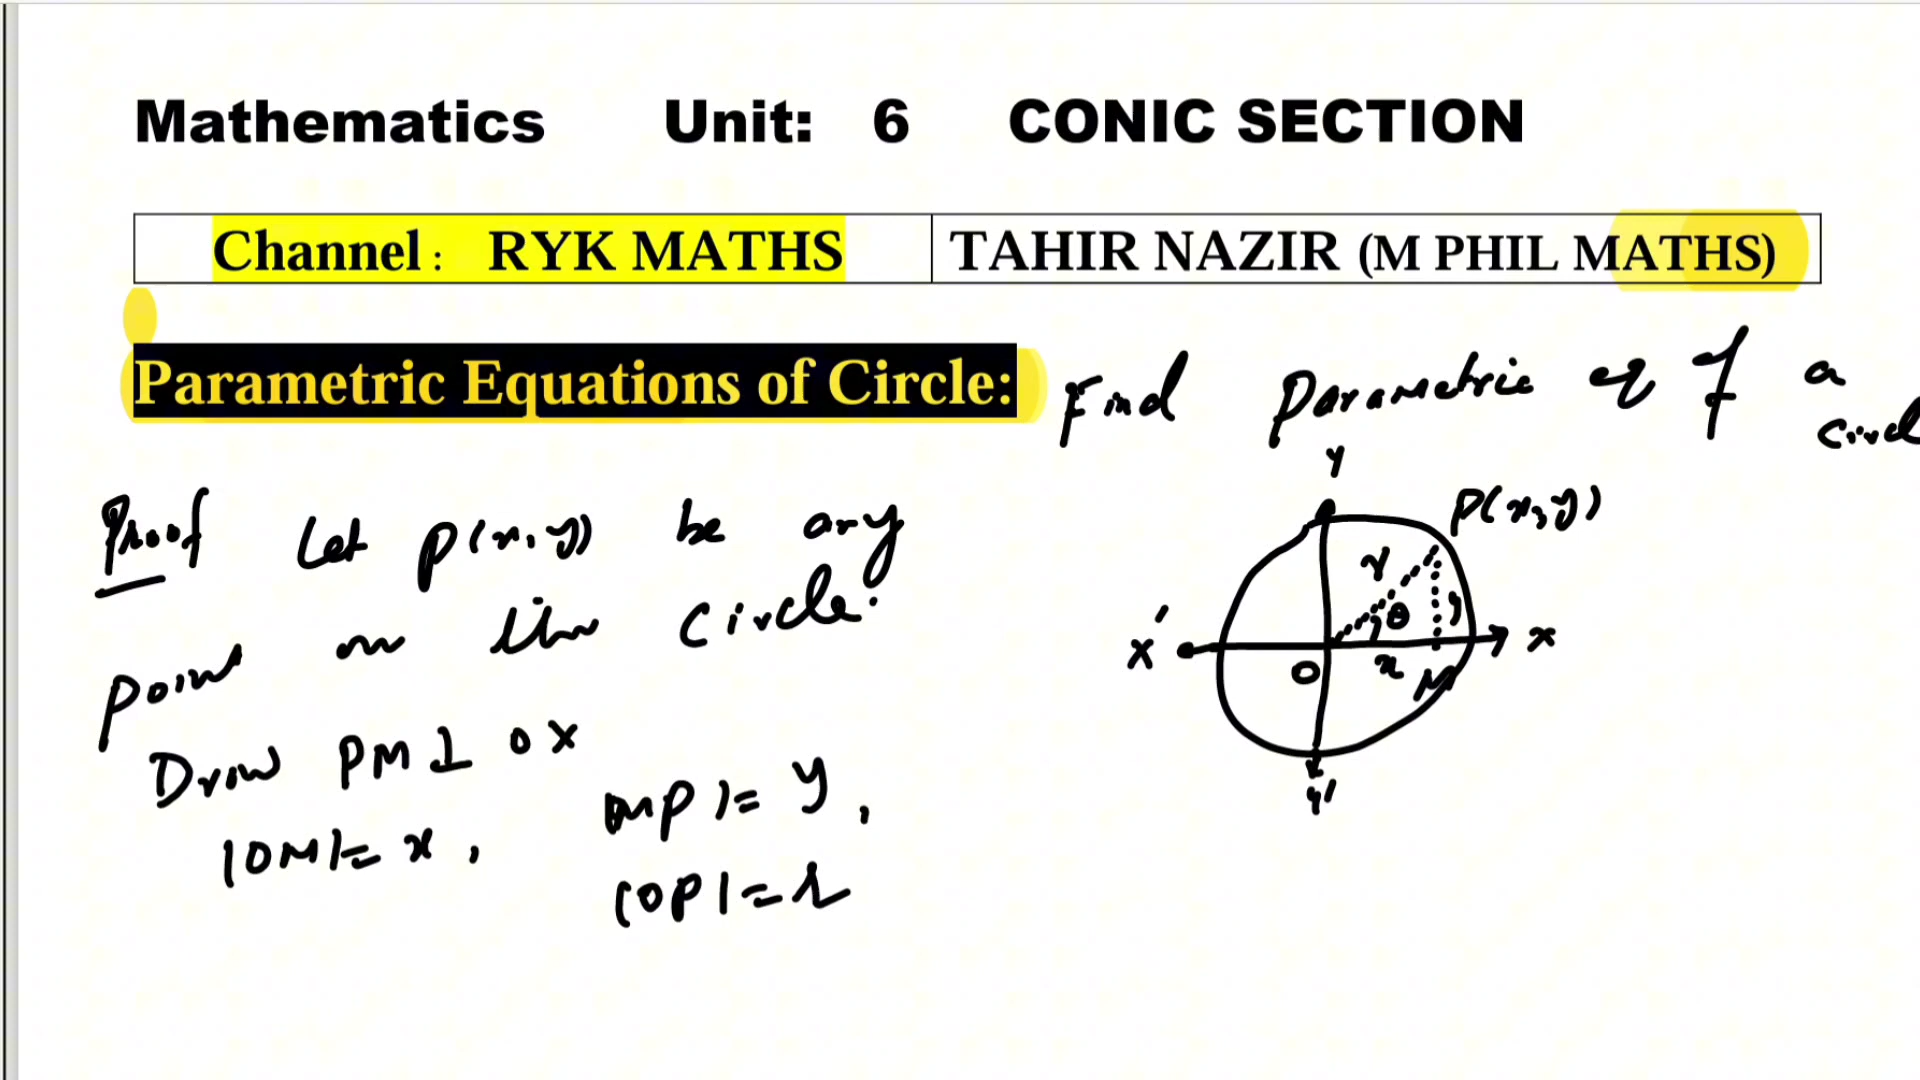 Mathematics Unit: 6 CONIC SECTION
Channel : RYK MATHS TAHIR NAZIR (M PHIL MATHS)
Parametric Equations of Circle: Find Parametric eq of a
circl
Proof Let P(x,y) be any
point on the circle.
Draw PM⊥ OX
|OM|= x, mp|= y,
|OP|= r
y
P(x,y)
r
θ y
x' x
O x M
y'